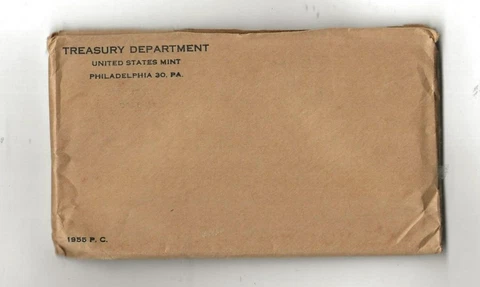 TREASURY DEPARTMENT
UNITED STATES MINT
PHILADELPHIA 30, PA.
1956 P. C.